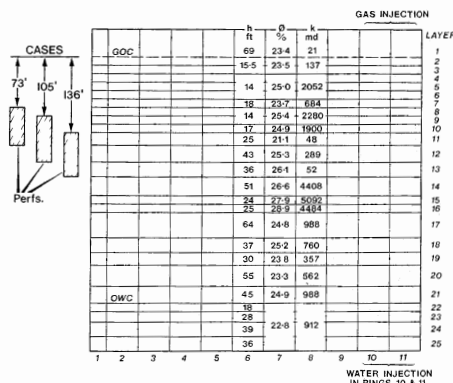 GAS INJECTION
h Ø k
ft % md
LAYER
CASES
GOC 69 23·4 21 1
15·5 23·5 137 2
3
4
14 25·0 2052 5
6
18 23·7 684 7
14 25·4 2280 8
9
17 24·9 1900 10
25 21·1 48 11
43 25·3 289 12
36 26·1 52 13
51 26·6 4408 14
24 27·9 5092 15
25 28·9 4484 16
64 24·8 988 17
37 25·2 760 18
30 23·8 357 19
55 23·3 562 20
OWC 45 24·9 988 21
18 22
28 23
22·8 912
39 24
36 25
73' 105' 136'
Perfs.
1 2 3 4 5 6 7 8 9 10 11
WATER INJECTION
IN RINGS 10 & 11